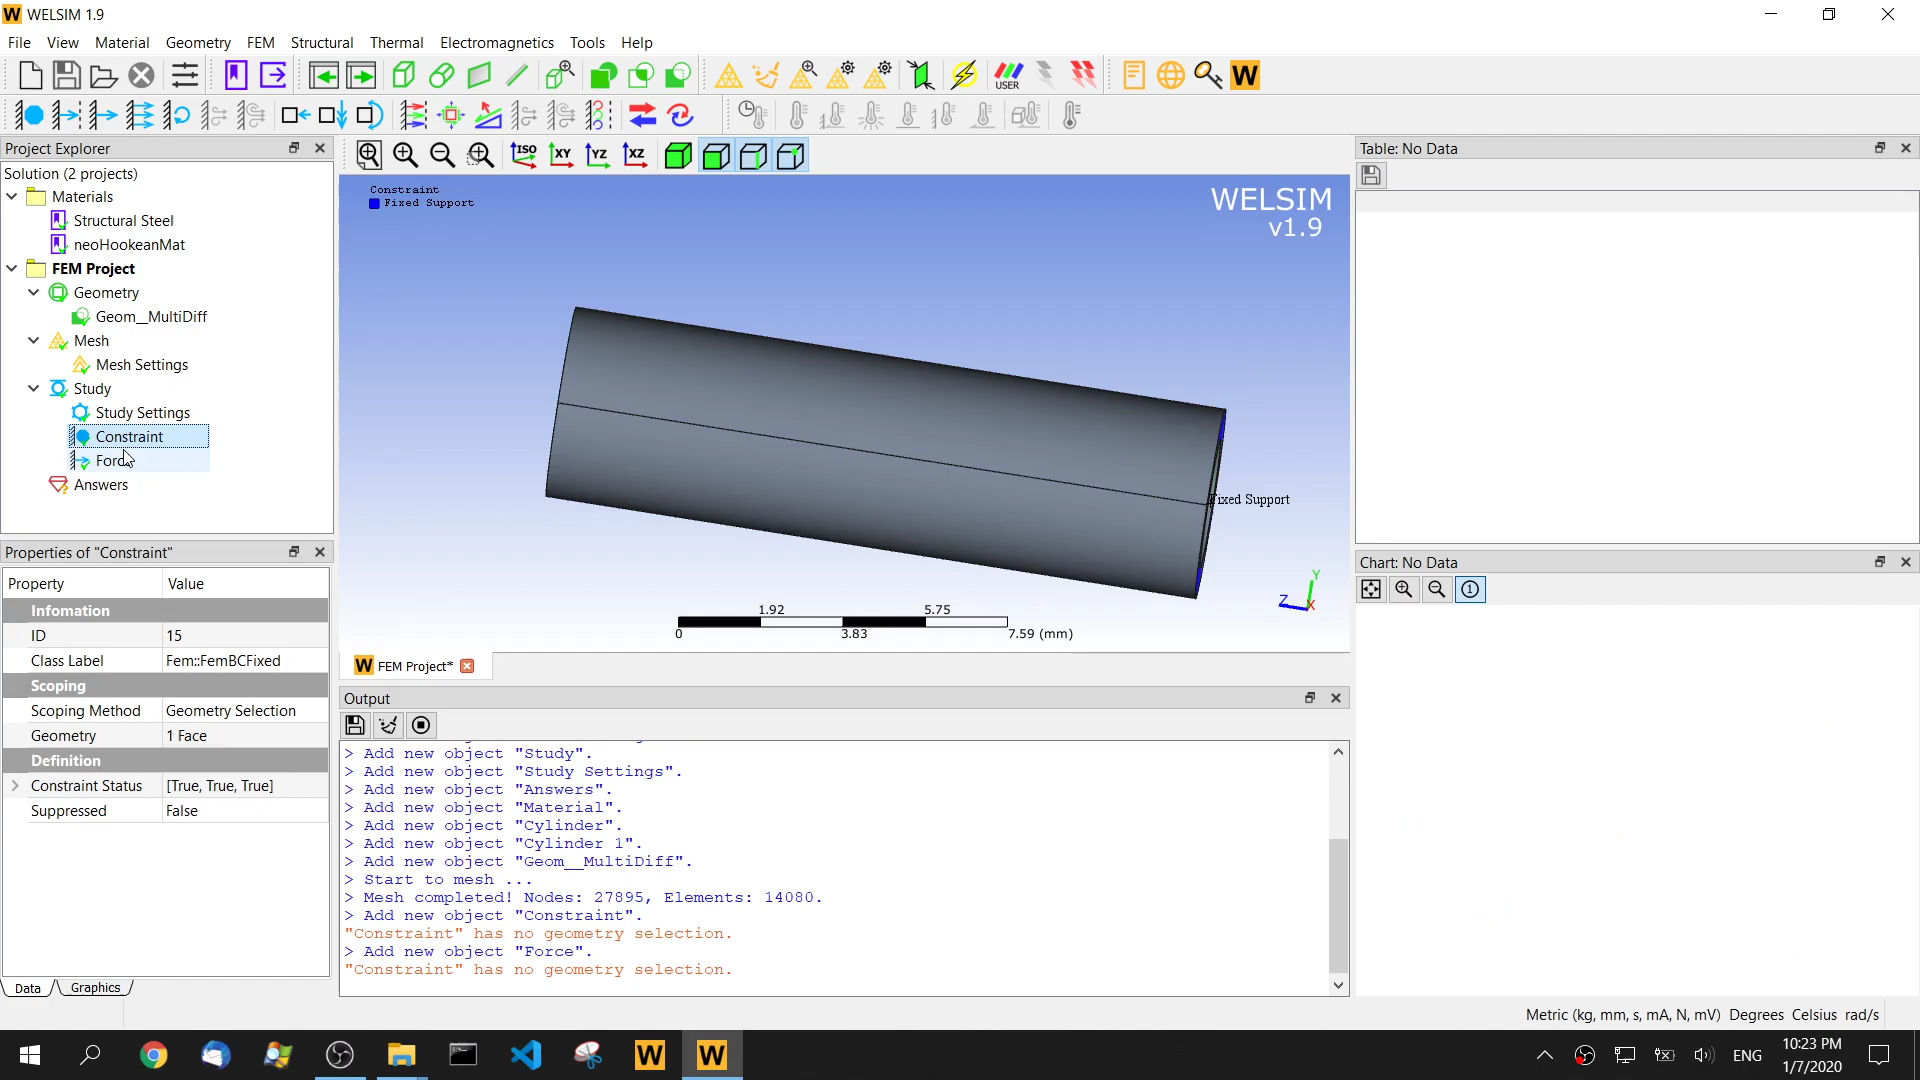 WELSIM 1.9
File View Material Geometry FEM Structural Thermal Electromagnetics Tools Help
USER
W
Project Explorer
Solution (2 projects)
Materials
Structural Steel
neoHookeanMat
FEM Project
Geometry
Geom__MultiDiff
Mesh
Mesh Settings
Study
Study Settings
Constraint
Answers
Properties of "Constraint"
Property Value
Infomation
ID 15
Class Label Fem::FemBCFixed
Scoping
Scoping Method Geometry Selection
Geometry 1 Face
Definition
Constraint Status [True, True, True]
Suppressed False
Data Graphics
ISO XY YZ XZ
Constraint
Fixed Support
WELSIM
v1.9
Fixed Support
Y
Z X
1.92 5.75
0 3.83 7.59 (mm)
W FEM Project*
Output
> Add new object "Study".
> Add new object "Study Settings".
> Add new object "Answers".
> Add new object "Material".
> Add new object "Cylinder".
> Add new object "Cylinder 1".
> Add new object "Geom__MultiDiff".
> Start to mesh ...
> Mesh completed! Nodes: 27895, Elements: 14080.
> Add new object "Constraint".
"Constraint" has no geometry selection.
> Add new object "Force".
"Constraint" has no geometry selection.
Table: No Data
Chart: No Data
Metric (kg, mm, s, mA, N, mV) Degrees Celsius rad/s
W W
ENG
10:23 PM
1/7/2020